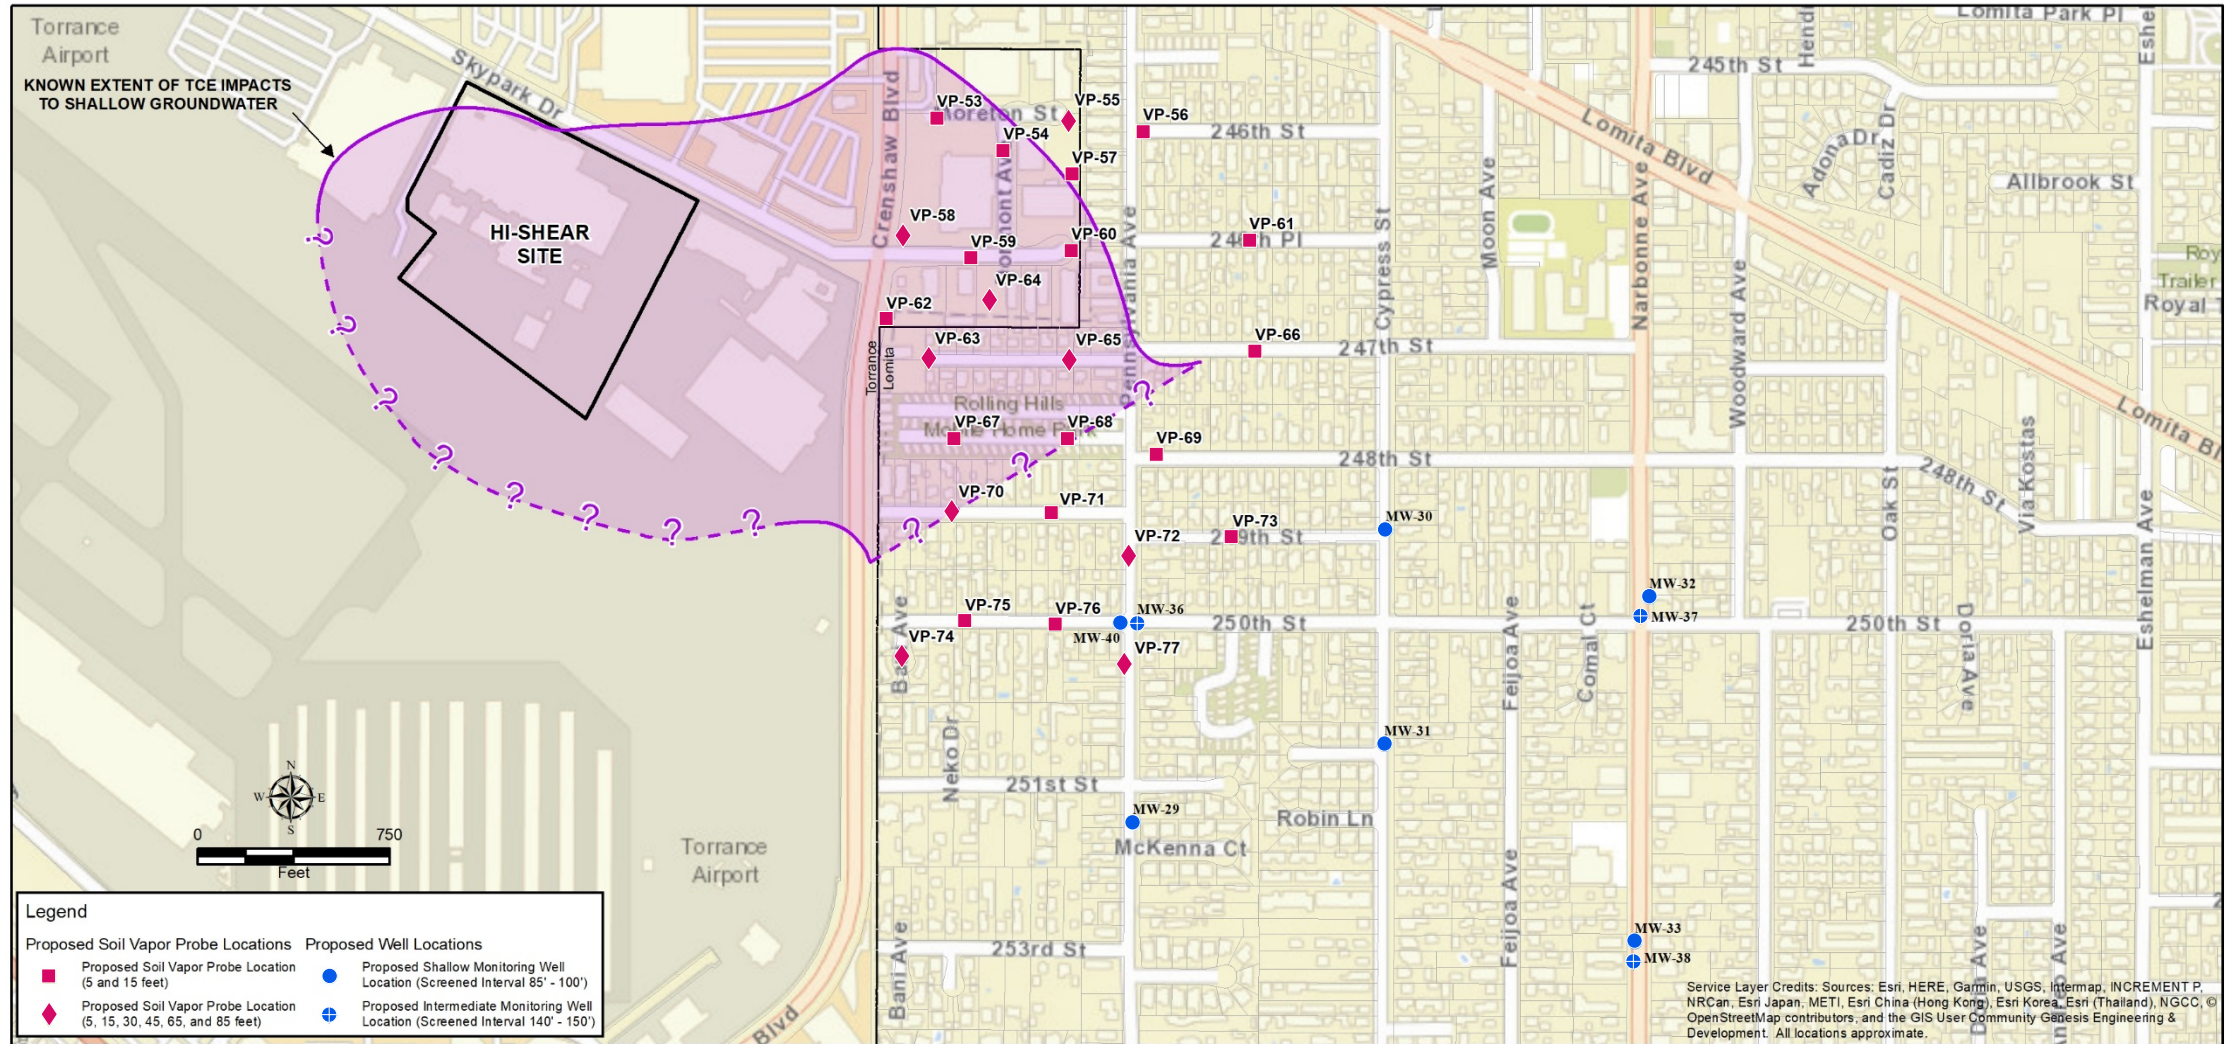 Torrance
Airport
KNOWN EXTENT OF TCE IMPACTS
TO SHALLOW GROUNDWATER
Skypark Dr
HI-SHEAR
SITE
Crenshaw Blvd
Moreton St
VP-53
VP-54
VP-55
VP-56
VP-57
VP-58
VP-59
VP-60
VP-61
VP-62
VP-63
VP-64
VP-65
VP-66
VP-67
VP-68
VP-69
VP-70
VP-71
VP-72
VP-73
VP-74
VP-75
VP-76
VP-77
MW-29
MW-30
MW-31
MW-32
MW-33
MW-36
MW-37
MW-38
MW-40
Torrance
Lomita
Rolling Hills
Mobile Home Park
Pennsylvania Ave
Cypress St
Moon Ave
Narbonne Ave
Woodward Ave
Lomita Blvd
Lomita Park Pl
245th St
246th St
247th St
248th St
248th St
250th St
250th St
251st St
253rd St
Adona Dr
Cadiz Dr
Allbrook St
Oak St
Via Kostas
Eshelman Ave
Doria Ave
Feijoa Ave
Feijoa Ave
Comal Ct
Robin Ln
McKenna Ct
Neko Dr
Bani Ave
Blvd
Torrance
Airport
? ? ? ? ? ? ? ? ? ? ? ?
N
W E
S
0 750
Feet
Legend
Proposed Soil Vapor Probe Locations
Proposed Soil Vapor Probe Location
(5 and 15 feet)
Proposed Soil Vapor Probe Location
(5, 15, 30, 45, 65, and 85 feet)
Proposed Well Locations
Proposed Shallow Monitoring Well
Location (Screened Interval 85' - 100')
Proposed Intermediate Monitoring Well
Location (Screened Interval 140' - 150')
Service Layer Credits: Sources: Esri, HERE, Garmin, USGS, Intermap, INCREMENT P,
NRCan, Esri Japan, METI, Esri China (Hong Kong), Esri Korea, Esri (Thailand), NGCC, ©
OpenStreetMap contributors, and the GIS User Community Genesis Engineering &
Development. All locations approximate.